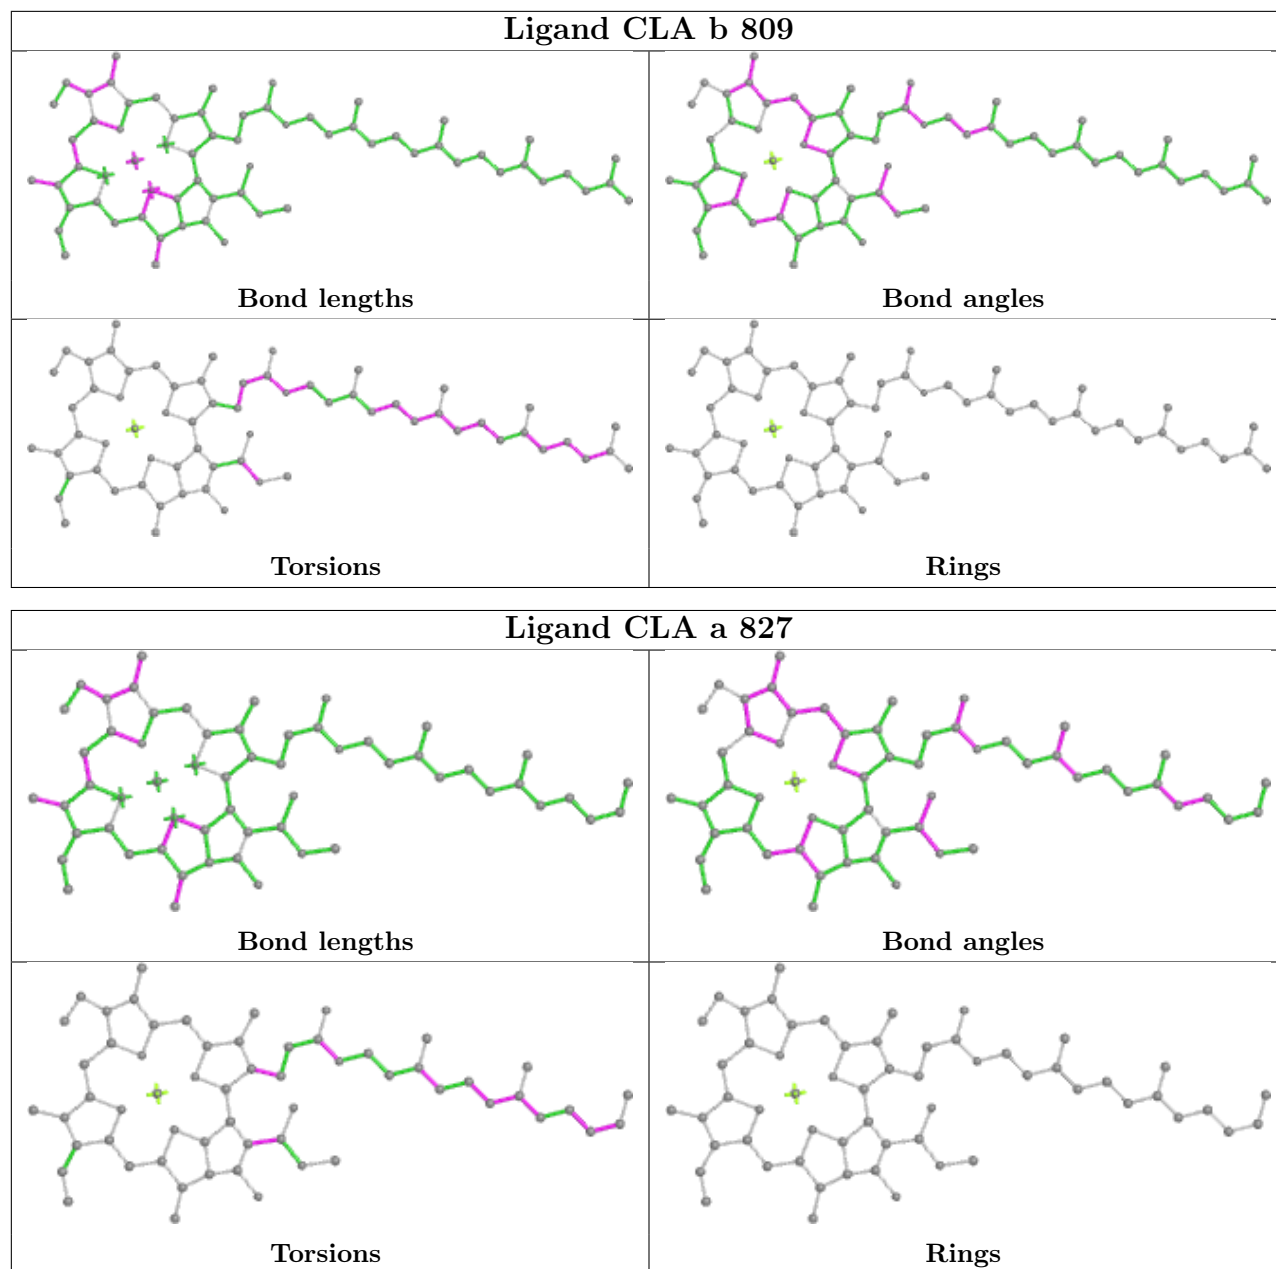 Ligand CLA b 809
Bond lengths
Bond angles
Torsions
Rings
Ligand CLA a 827
Bond lengths
Bond angles
Torsions
Rings